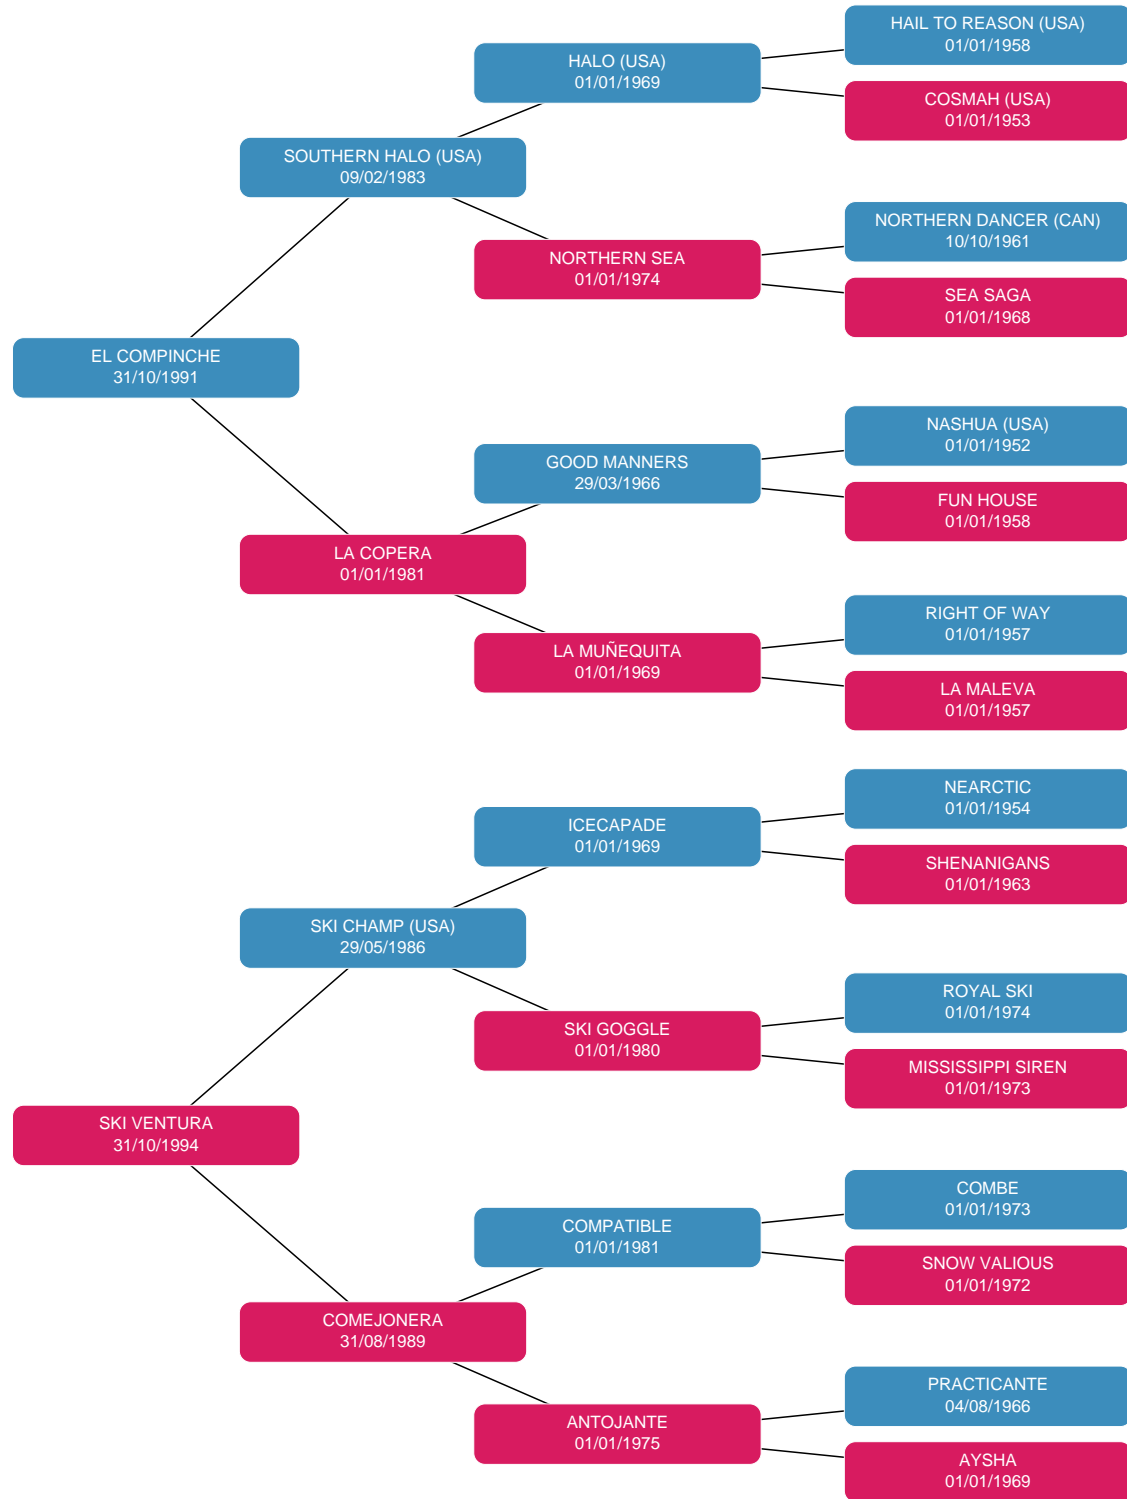 HAIL TO REASON (USA)
01/01/1958
HALO (USA)
01/01/1969
COSMAH (USA)
01/01/1953
SOUTHERN HALO (USA)
09/02/1983
NORTHERN DANCER (CAN)
10/10/1961
NORTHERN SEA
01/01/1974
SEA SAGA
01/01/1968
EL COMPINCHE
31/10/1991
NASHUA (USA)
01/01/1952
GOOD MANNERS
29/03/1966
FUN HOUSE
01/01/1958
LA COPERA
01/01/1981
RIGHT OF WAY
01/01/1957
LA MUÑEQUITA
01/01/1969
LA MALEVA
01/01/1957
NEARCTIC
01/01/1954
ICECAPADE
01/01/1969
SHENANIGANS
01/01/1963
SKI CHAMP (USA)
29/05/1986
ROYAL SKI
01/01/1974
SKI GOGGLE
01/01/1980
MISSISSIPPI SIREN
01/01/1973
SKI VENTURA
31/10/1994
COMBE
01/01/1973
COMPATIBLE
01/01/1981
SNOW VALIOUS
01/01/1972
COMEJONERA
31/08/1989
PRACTICANTE
04/08/1966
ANTOJANTE
01/01/1975
AYSHA
01/01/1969